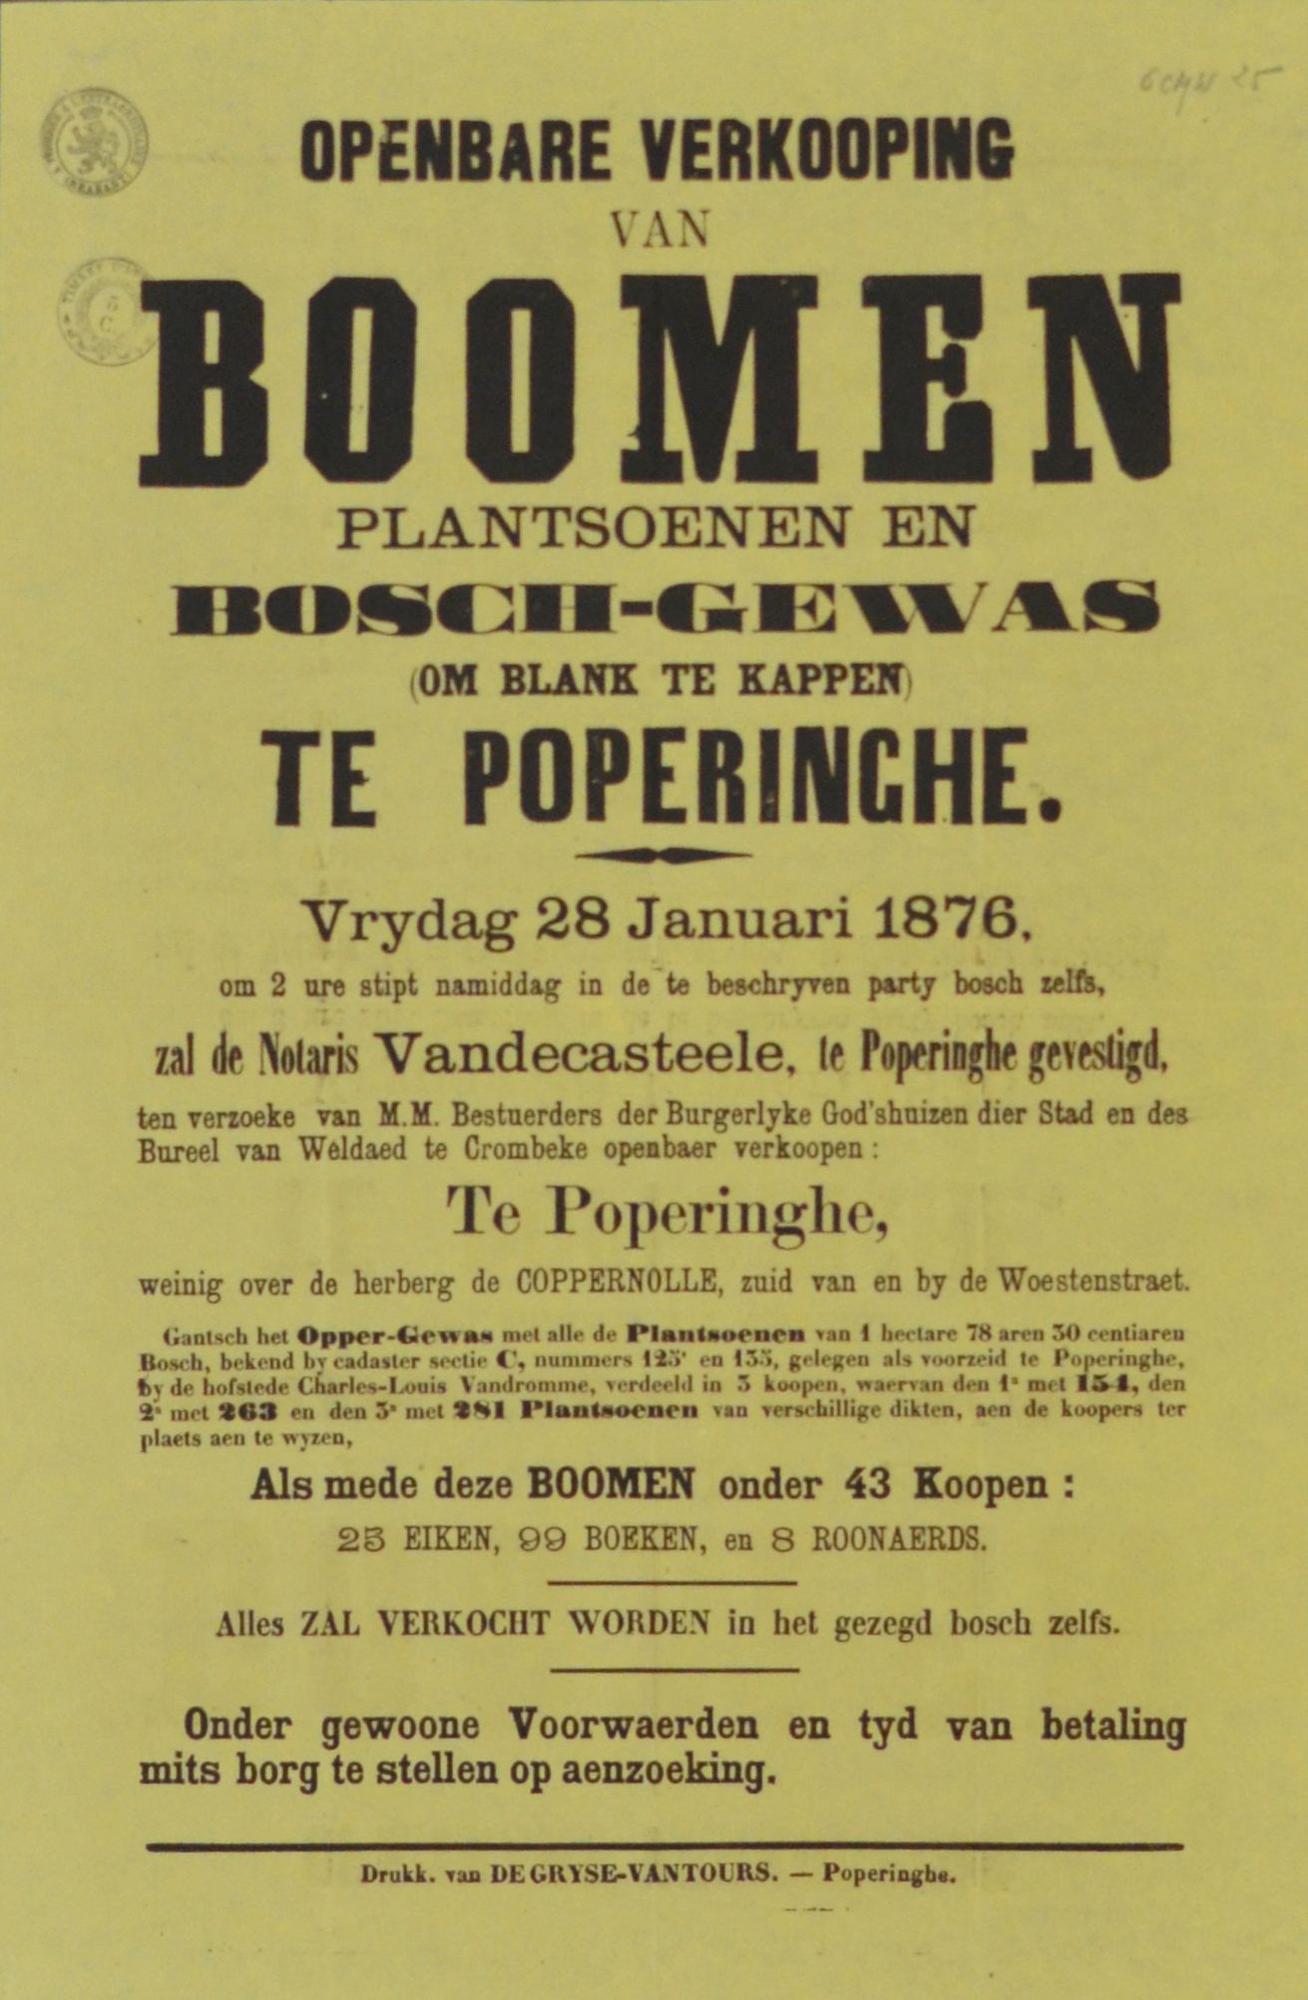 OPENBARE VERKOOPING
VAN
BOOMEN
PLANTSOENEN EN
BOSCH-GEWAS
(OM BLANK TE KAPPEN)
TE POPERINGHE.
Vrydag 28 Januari 1876,
om 2 ure stipt namiddag in de te beschryven party bosch zelfs,
zal de Notaris Vandecasteele, te Poperinghe gevestigd,
ten verzoeke van M.M. Bestuerders der Burgerlyke God'shuizen dier Stad en des
Bureel van Weldaed te Crombeke openbaer verkoopen :
Te Poperinghe,
weinig over de herberg de COPPERNOLLE, zuid van en by de Woestenstraet.
Gantsch het Opper-Gewas met alle de Plantsoenen van 1 hectare 78 aren 30 centiaren
Bosch, bekend by cadaster sectie C, nummers en 133, gelegen als voorzeid te Poperinghe,
by de hofstede Charles-Louis Vandromme, verdeeld in 3 koopen, waervan den 1e met 154, den
2e met 263 en den 3e met 281 Plantsoenen van verschillige dikten, aen de koopers ter
plaets aen te wyzen,
Als mede deze BOOMEN onder 43 Koopen :
25 EIKEN, 99 BOEKEN, en 8 ROONAERDS.
Alles ZAL VERKOCHT WORDEN in het gezegd bosch zelfs.
Onder gewoone Voorwaerden en tyd van betaling
mits borg te stellen op aenzoeking.
Drukk. van DEGRYSE-VANTOURS. — Poperinghe.